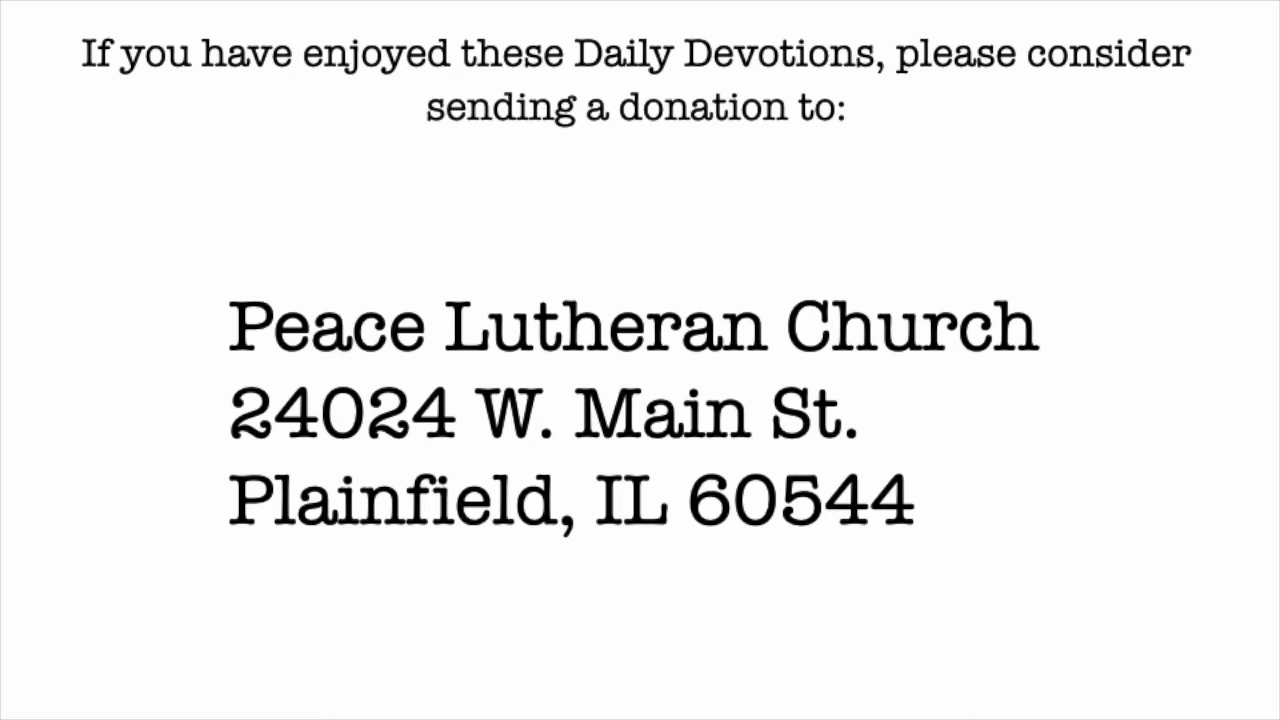 If you have enjoyed these Daily Devotions, please consider
sending a donation to:
Peace Lutheran Church
24024 W. Main St.
Plainfield, IL 60544